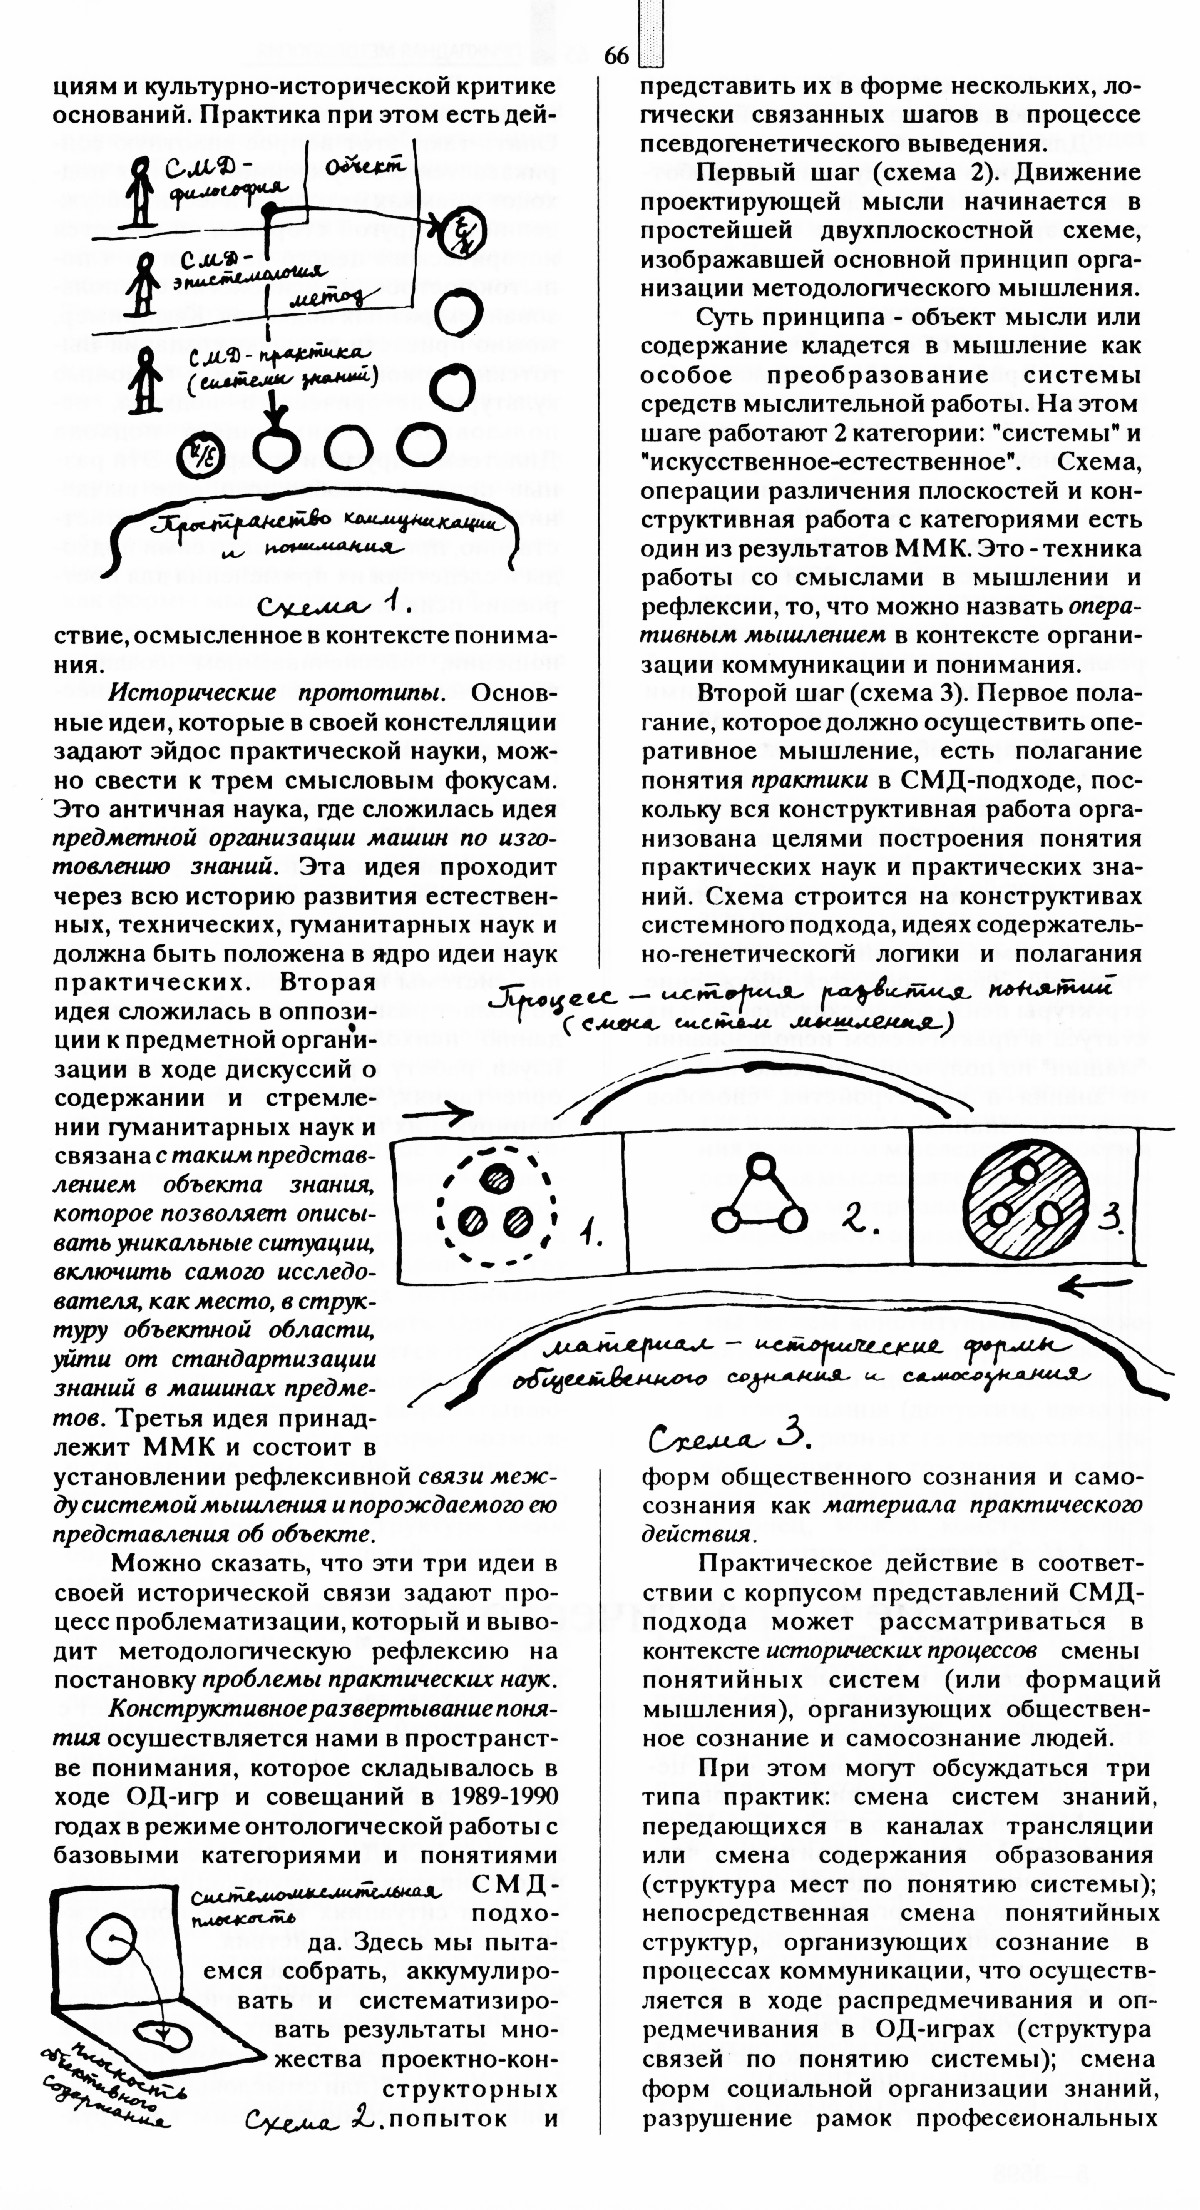 66
циям и культурно-исторической критике
оснований. Практика при этом есть дей-
СМД-
философия
Объект
СМД-
эпистемология
метод
СМД-практика
(системы знаний)
Пространство коммуникации
и понимания
Схема 1.
ствие, осмысленное в контексте понима-
ния.
Исторические прототипы. Основ-
ные идеи, которые в своей констелляции
задают эйдос практической науки, мож-
но свести к трем смысловым фокусам.
Это античная наука, где сложилась идея
предметной организации машин по изго-
товлению знаний. Эта идея проходит
через всю историю развития естествен-
ных, технических, гуманитарных наук и
должна быть положена в ядро идеи наук
практических. Вторая
идея сложилась в оппози-
ции к предметной органи-
зации в ходе дискуссий о
содержании и стремле-
нии гуманитарных наук и
связана с таким представ-
лением объекта знания,
которое позволяет описы-
вать уникальные ситуации,
включить самого исследо-
вателя, как место, в струк-
туру объектной области,
уйти от стандартизации
знаний в машинах предме-
тов. Третья идея принад-
лежит ММК и состоит в
установлении рефлексивной связи меж-
ду системой мышления и порождаемого ею
представления об объекте.
Можно сказать, что эти три идеи в
своей исторической связи задают про-
цесс проблематизации, который и выво-
дит методологическую рефлексию на
постановку проблемы практических наук.
Конструктивное развертывание поня-
тия осушествляется нами в пространст-
ве понимания, которое складывалось в
ходе ОД-игр и совещаний в 1989-1990
годах в режиме онтологической работы с
базовыми категориями и понятиями
СМД-
подхо-
да. Здесь мы пыта-
емся собрать, аккумулиро-
вать и систематизиро-
вать результаты мно-
жества проектно-кон-
структорных
попыток и
Системомыслительная
плоскость
плоскость
объективного
содержания
Схема 2.
представить их в форме нескольких, ло-
гически связанных шагов в процессе
псевдогенетического выведения.
Первый шаг (схема 2). Движение
проектирующей мысли начинается в
простейшей двухплоскостной схеме,
изображавшей основной принцип орга-
низации методологического мышления.
Суть принципа - объект мысли или
содержание кладется в мышление как
особое преобразование системы
средств мыслительной работы. На этом
шаге работают 2 категории: "системы" и
"искусственное-естественное". Схема,
операции различения плоскостей и кон-
структивная работа с категориями есть
один из результатов ММК. Это - техника
работы со смыслами в мышлении и
рефлексии, то, что можно назвать опера-
тивным мышлением в контексте органи-
зации коммуникации и понимания.
Второй шаг (схема 3). Первое пола-
гание, которое должно осуществить опе-
ративное мышление, есть полагание
понятия практики в СМД-подходе, пос-
кольку вся конструктивная работа орга-
низована целями построения понятия
практических наук и практических зна-
ний. Схема строится на конструктивах
системного подхода, идеях содержатель-
но-генетическогй логики и полагания
Процесс – история развития понятий
(смена систем мышления)
1.
2.
3.
материал – исторические формы
общественного сознания и самосознания
Схема 3.
форм общественного сознания и само-
сознания как материала практического
действия.
Практическое действие в соответ-
ствии с корпусом представлений СМД-
подхода может рассматриваться в
контексте исторических процессов смены
понятийных систем (или формаций
мышления), организующих обществен-
ное сознание и самосознание людей.
При этом могут обсуждаться три
типа практик: смена систем знаний,
передающихся в каналах трансляции
или смена содержания образования
(структура мест по понятию системы);
непосредственная смена понятийных
структур, организующих сознание в
процессах коммуникации, что осуществ-
ляется в ходе распредмечивания и оп-
редмечивания в ОД-играх (структура
связей по понятию системы); смена
форм социальной организации знаний,
разрушение рамок профессиональных